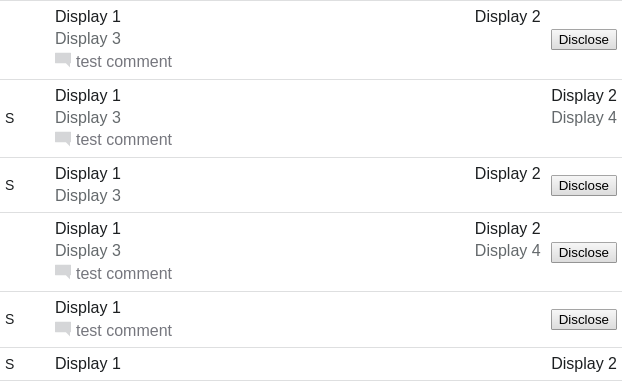 Display 1 Display 2
Display 3 Disclose
test comment
Display 1 Display 2
S Display 3 Display 4
test comment
Display 1 Display 2
S Disclose
Display 3
Display 1 Display 2
Display 3 Display 4 Disclose
test comment
Display 1
S Disclose
test comment
S Display 1 Display 2